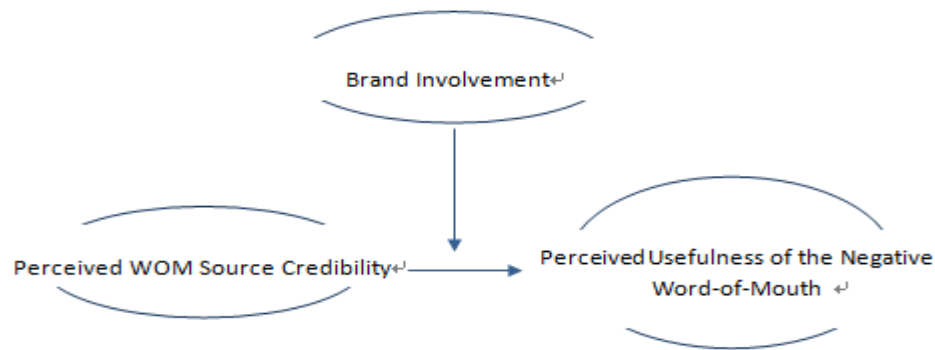 Brand Involvement↵
Perceived WOM Source Credibility↵
Perceived Usefulness of the Negative
Word-of-Mouth ↵